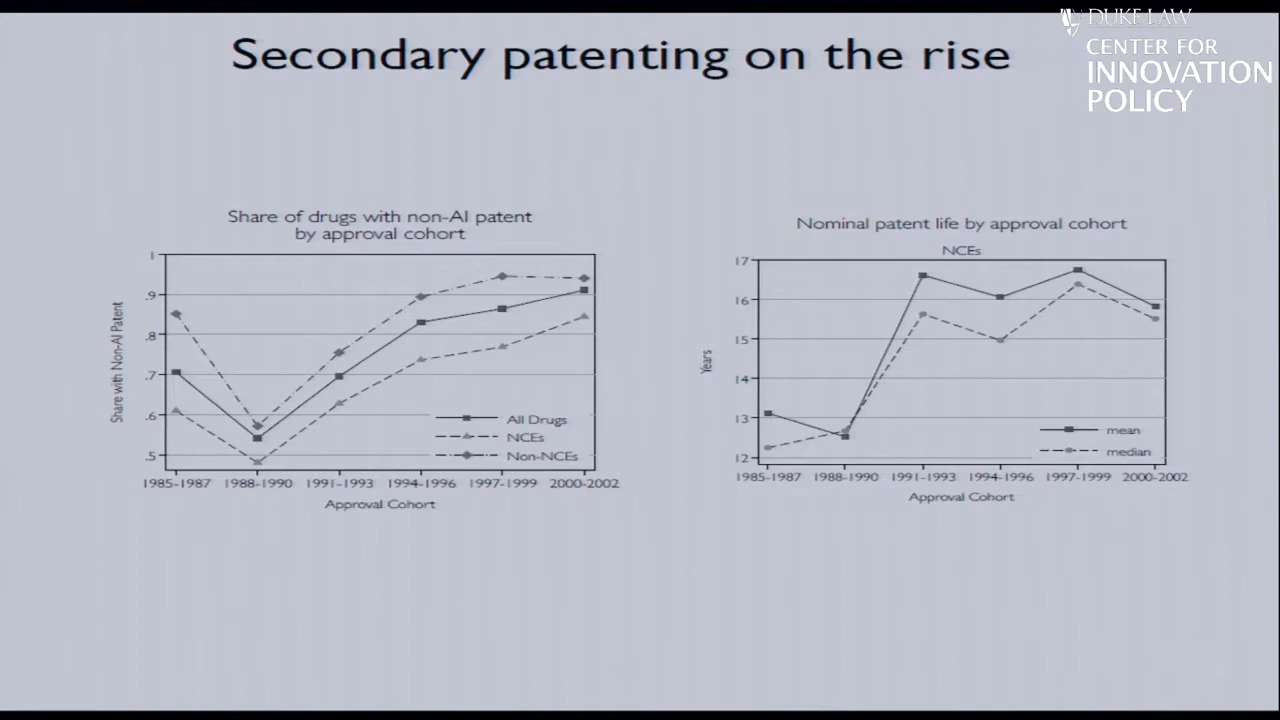 Secondary patenting on the rise
DUKE LAW
CENTER FOR
INNOVATION
POLICY
Share of drugs with non-AI patent
by approval cohort
1
.9
.8
.7
.6
.5
Share with Non-AI Patent
All Drugs
NCEs
Non-NCEs
1985-1987 1988-1990 1991-1993 1994-1996 1997-1999 2000-2002
Approval Cohort
Nominal patent life by approval cohort
NCEs
17
16
15
14
13
12
Years
mean
median
1985-1987 1988-1990 1991-1993 1994-1996 1997-1999 2000-2002
Approval Cohort